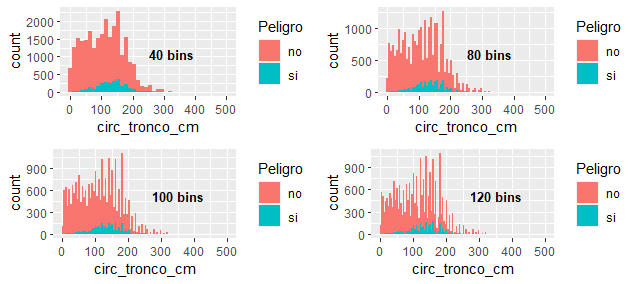 2000
1500
1000
500
0
count
40 bins
0 100 200 300 400 500
circ_tronco_cm
Peligro
no
si
1000
500
0
count
80 bins
0 100 200 300 400 500
circ_tronco_cm
Peligro
no
si
900
600
300
0
count
100 bins
0 100 200 300 400 500
circ_tronco_cm
Peligro
no
si
900
600
300
0
count
120 bins
0 100 200 300 400 500
circ_tronco_cm
Peligro
no
si